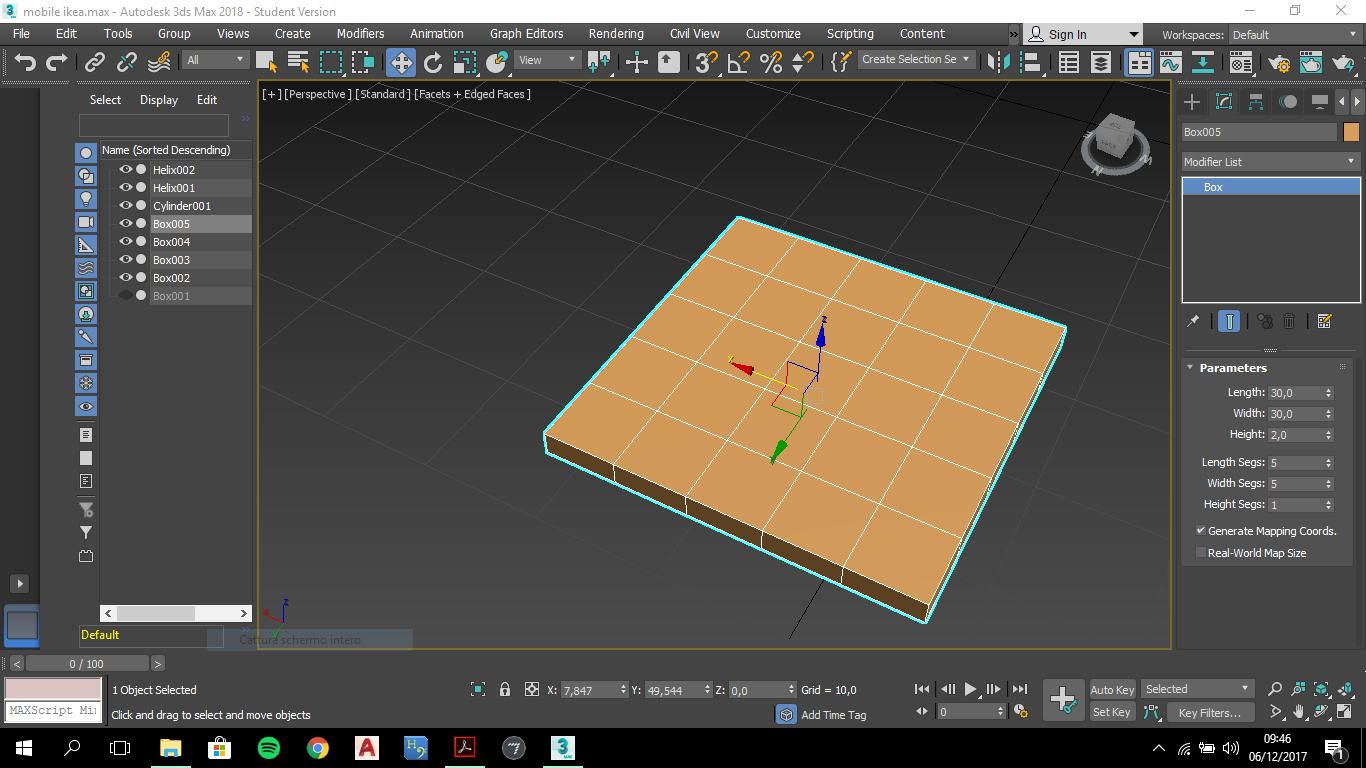 mobile ikea.max - Autodesk 3ds Max 2018 - Student Version
File Edit Tools Group Views Create Modifiers Animation Graph Editors Rendering Civil View Customize Scripting Content » Sign In Workspaces: Default
All View Create Selection Se
Select Display Edit
[ + ] [Perspective ] [Standard ] [Facets + Edged Faces ]
Name (Sorted Descending)
Helix002
Helix001
Cylinder001
Box005
Box004
Box003
Box002
Box001
Default
Cattura schermo intero
z
x
z
x
y
N
Box005
Modifier List
Box
Parameters
Length: 30,0
Width: 30,0
Height: 2,0
Length Segs: 5
Width Segs: 5
Height Segs: 1
Generate Mapping Coords.
Real-World Map Size
< 0 / 100 >
1 Object Selected X: 7,847 Y: 49,544 Z: 0,0 Grid = 10,0 Auto Key Selected
MAXScript Mi Click and drag to select and move objects Add Time Tag 0 Set Key Key Filters...
09:46
06/12/2017
1